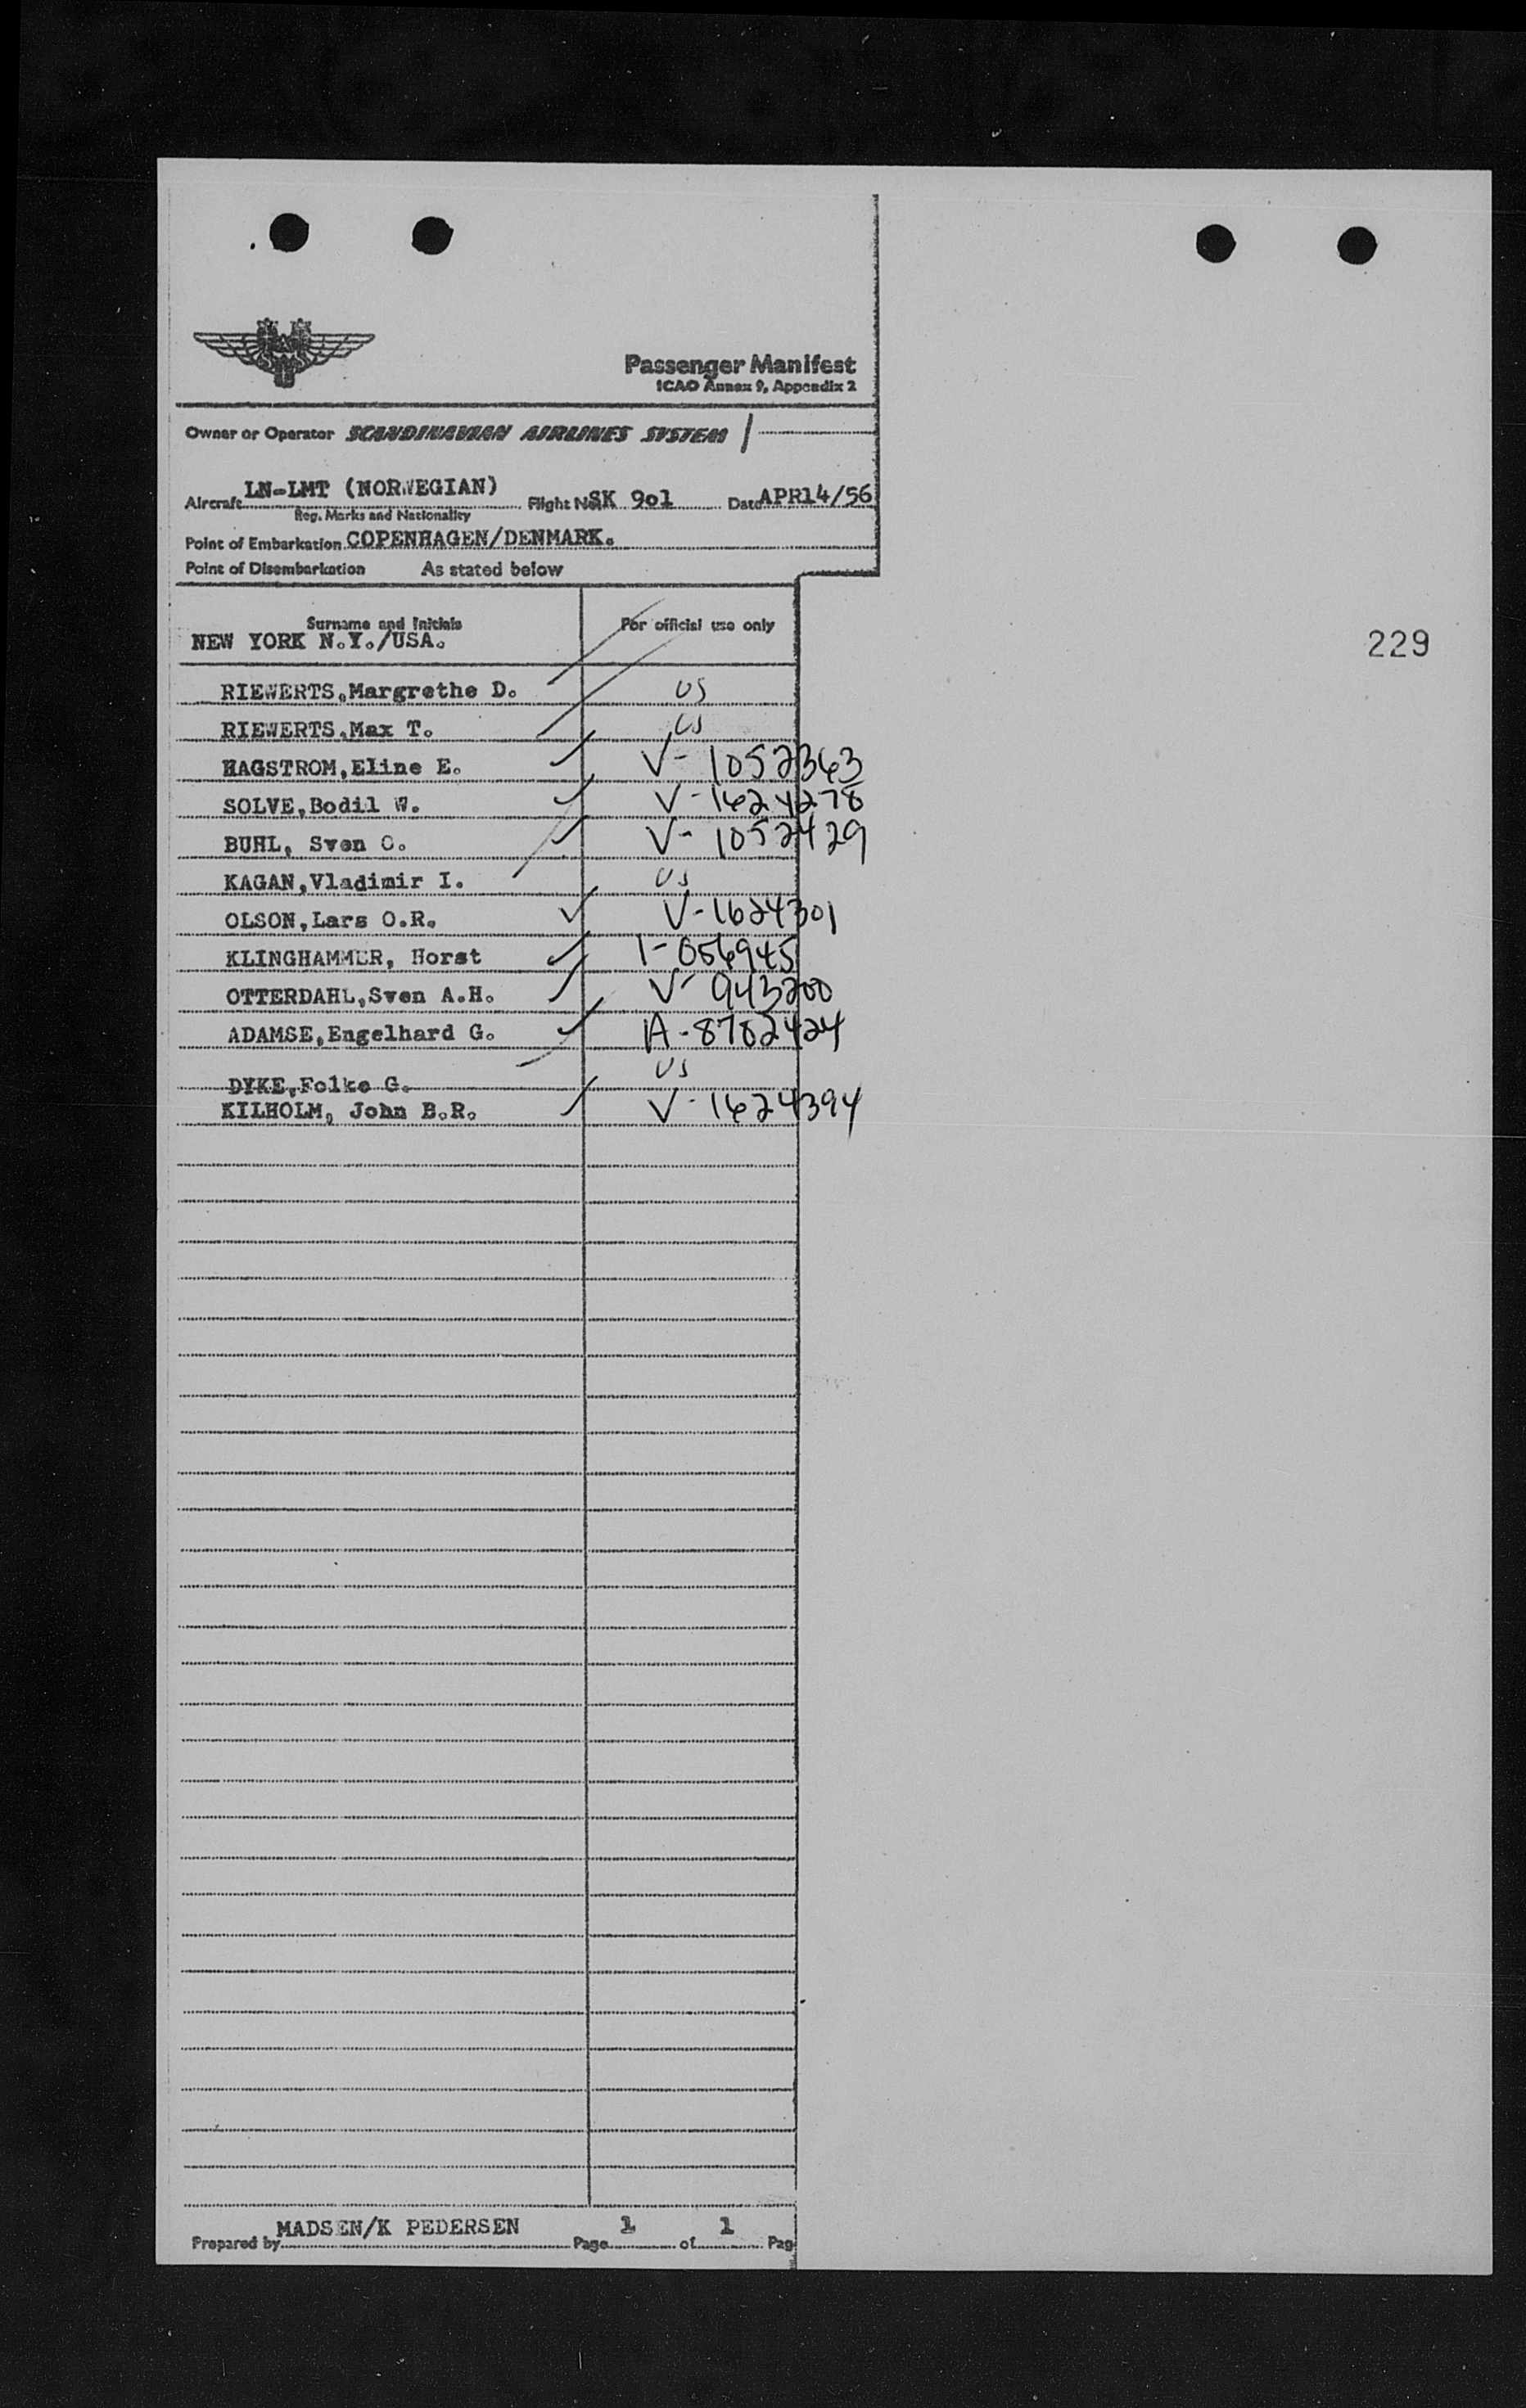 Passenger Manifest
ICAO Annex 9, Appendix 2
Owner or Operator SCANDINAVIAN AIRLINES SYSTEM
Aircraft LN-LMT (NORWEGIAN) Flight No. SK 901 Date APR14/56
Reg. Marks and Nationality
Point of Embarkation COPENHAGEN/DENMARK.
Point of Disembarkation As stated below
Surname and Initials For official use only
NEW YORK N.Y./USA.
229
RIEWERTS,Margrethe D. US
RIEWERTS,Max T. US
HAGSTROM,Eline E. V- 1052363
SOLVE,Bodil W. V-1624278
BUHL, Sven O. V- 1052429
KAGAN,Vladimir I. US
OLSON,Lars O.R. V-1624301
KLINGHAMMER, Horst 1-056945
OTTERDAHL,Sven A.H. V- 943200
ADAMSE,Engelhard G. A-8782424
DYKE,Folke G. US
KILHOLM, John B.R. V-1624394
Prepared by MADSEN/K PEDERSEN Page 1 of 1 Pag